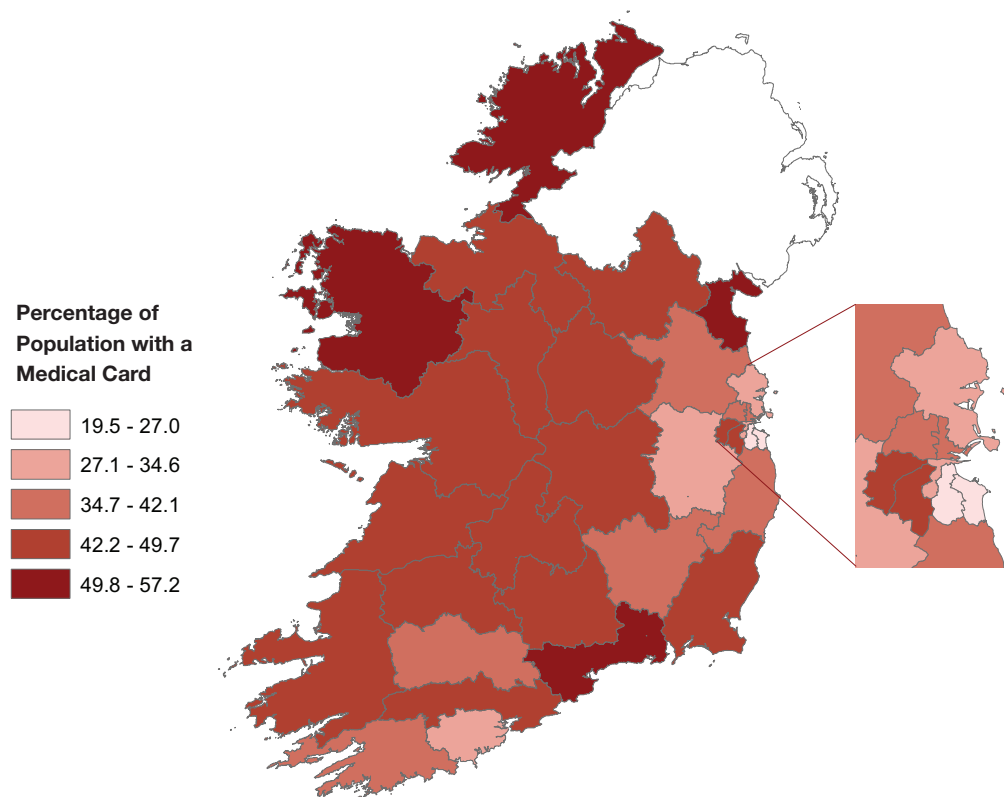 Percentage of
Population with a
Medical Card
19.5 - 27.0
27.1 - 34.6
34.7 - 42.1
42.2 - 49.7
49.8 - 57.2